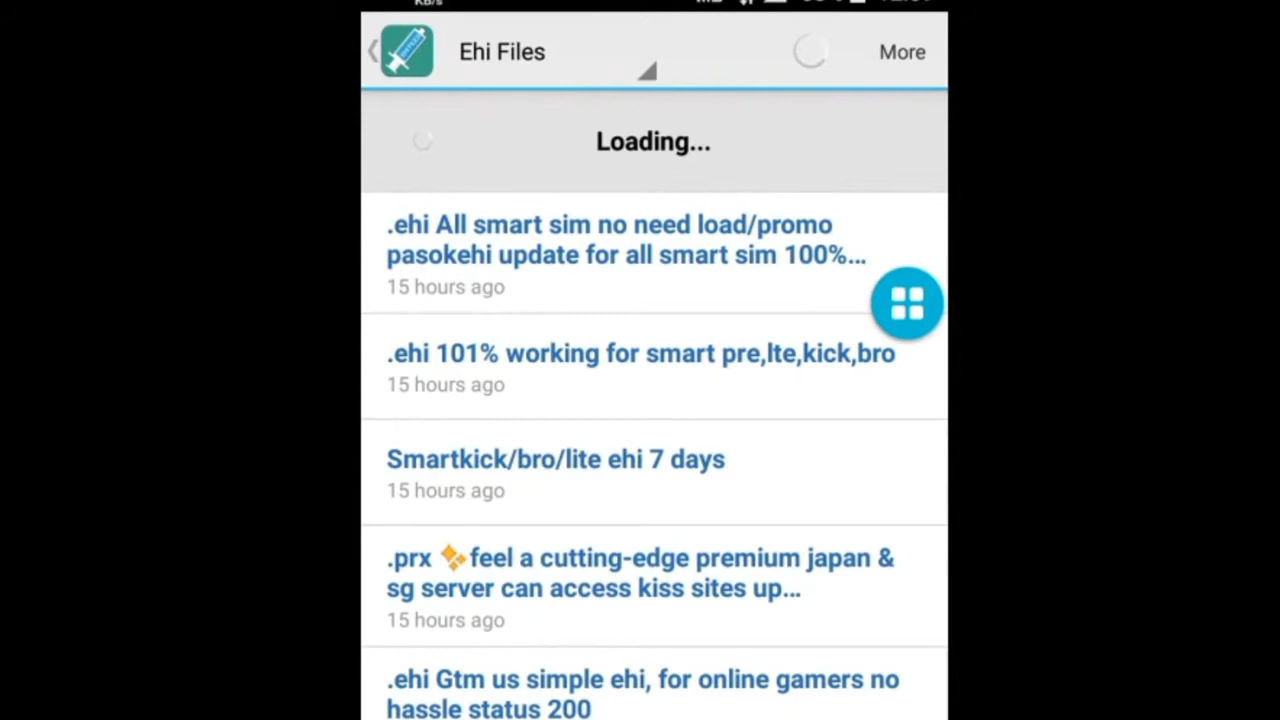 KB/s
Ehi Files
More
Loading...
.ehi All smart sim no need load/promo
pasokehi update for all smart sim 100%...
15 hours ago
.ehi 101% working for smart pre,lte,kick,bro
15 hours ago
Smartkick/bro/lite ehi 7 days
15 hours ago
.prx ✨feel a cutting-edge premium japan &
sg server can access kiss sites up...
15 hours ago
.ehi Gtm us simple ehi, for online gamers no
hassle status 200